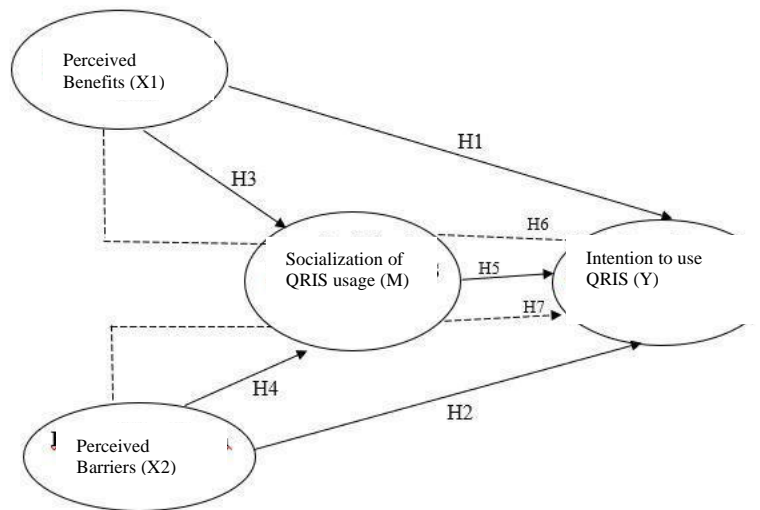 Perceived
Benefits (X1)
H1
H3
H6
Socialization of
QRIS usage (M)
Intention to use
QRIS (Y)
H5
H7
H4
H2
Perceived
Barriers (X2)